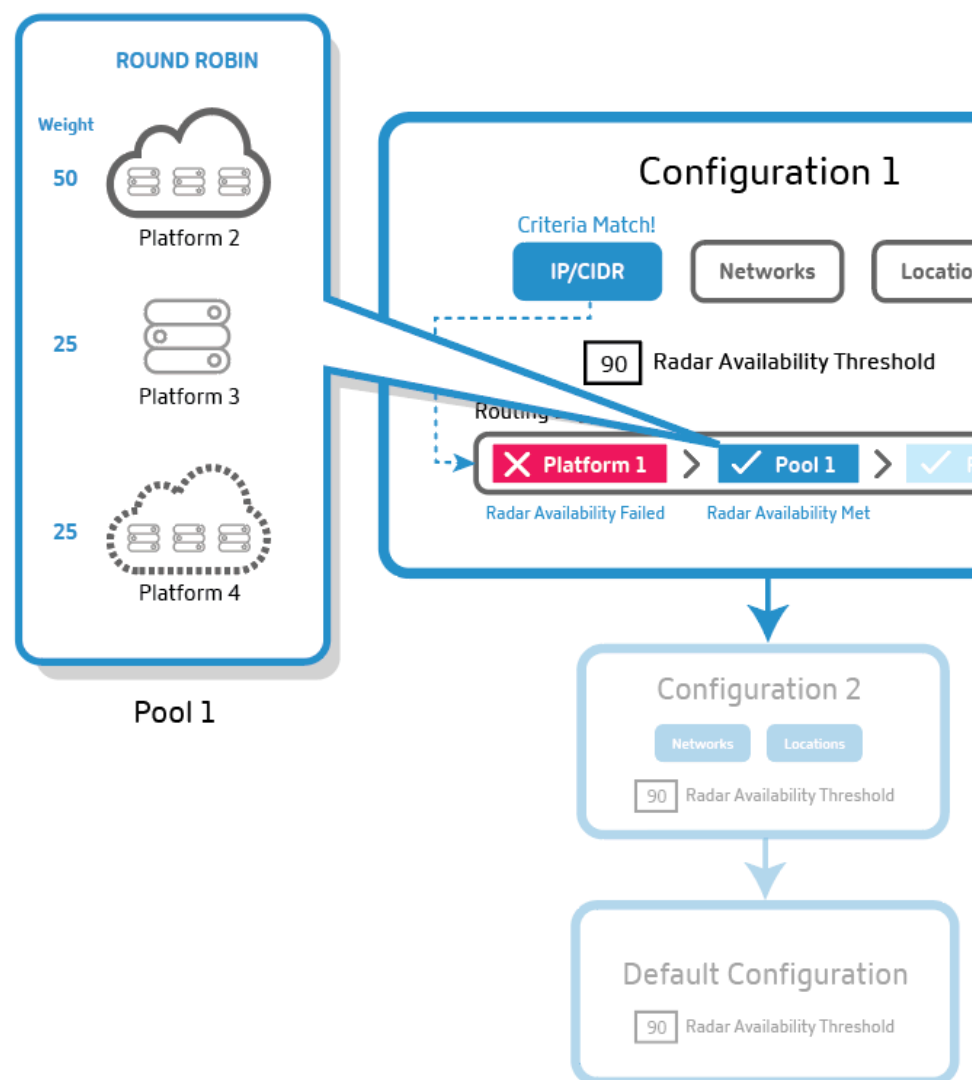 ROUND ROBIN
Weight
50
Platform 2
25
Platform 3
25
Platform 4
Pool 1
Configuration 1
Criteria Match!
IP/CIDR
Networks
90 Radar Availability Threshold
Platform 1
Pool 1
Radar Availability Failed
Radar Availability Met
Configuration 2
Networks
Locations
90 Radar Availability Threshold
Default Configuration
90 Radar Availability Threshold